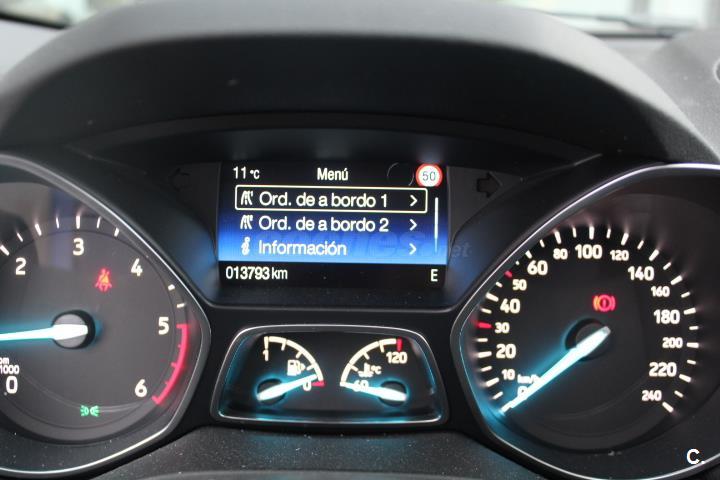 11 °C Menú 50
Ord. de a bordo 1 >
Ord. de a bordo 2 >
Información >
013793 km E
2 3 4 5 6
1000
0
1 0
°C
60 120
0 10 20 30 40 50 60 80 100 120 140 160 180 200 220 240
km/h
C.